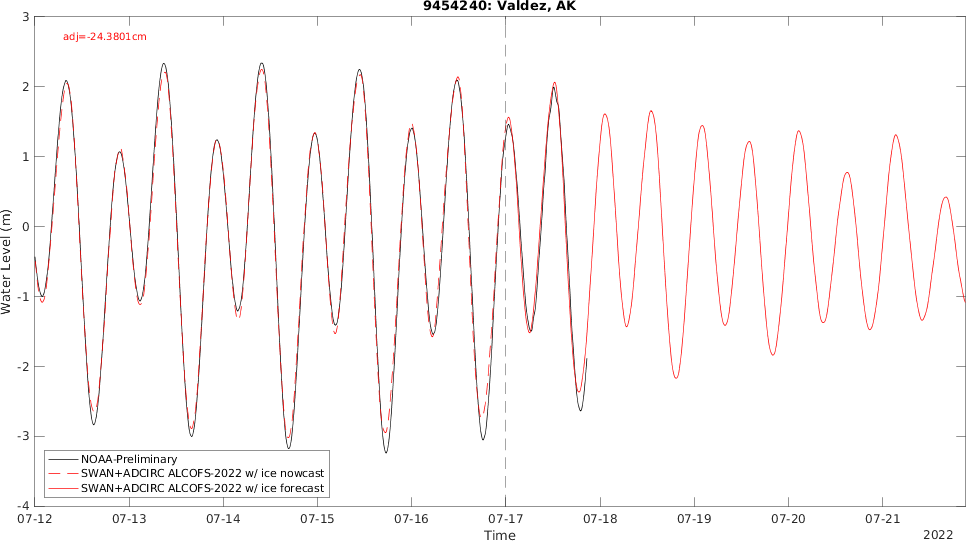 9454240: Valdez, AK
adj=-24.3801cm
3
2
1
0
-1
-2
-3
-4
Water Level (m)
NOAA-Preliminary
SWAN+ADCIRC ALCOFS-2022 w/ ice nowcast
SWAN+ADCIRC ALCOFS-2022 w/ ice forecast
07-12 07-13 07-14 07-15 07-16 07-17 07-18 07-19 07-20 07-21
Time
2022